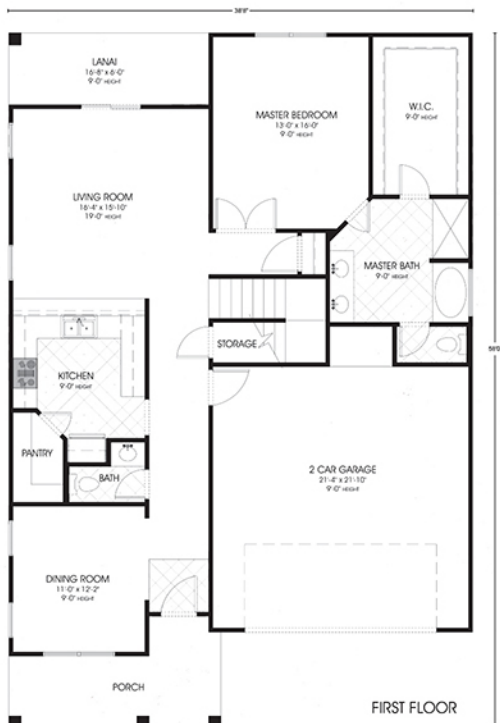 38'8"
LANAI
16'-8" x 6'-0"
9'-0" HEIGHT
MASTER BEDROOM
13'-0" x 16'-0"
9'-0" HEIGHT
W.I.C.
9'-0" HEIGHT
LIVING ROOM
16'-4" x 15'-10"
19'-0" HEIGHT
MASTER BATH
9'-0" HEIGHT
STORAGE
KITCHEN
9'-0" HEIGHT
PANTRY
BATH
2 CAR GARAGE
21'-4" x 21'-10"
9'-0" HEIGHT
DINING ROOM
11'-0" x 12'-2"
9'-0" HEIGHT
PORCH
FIRST FLOOR